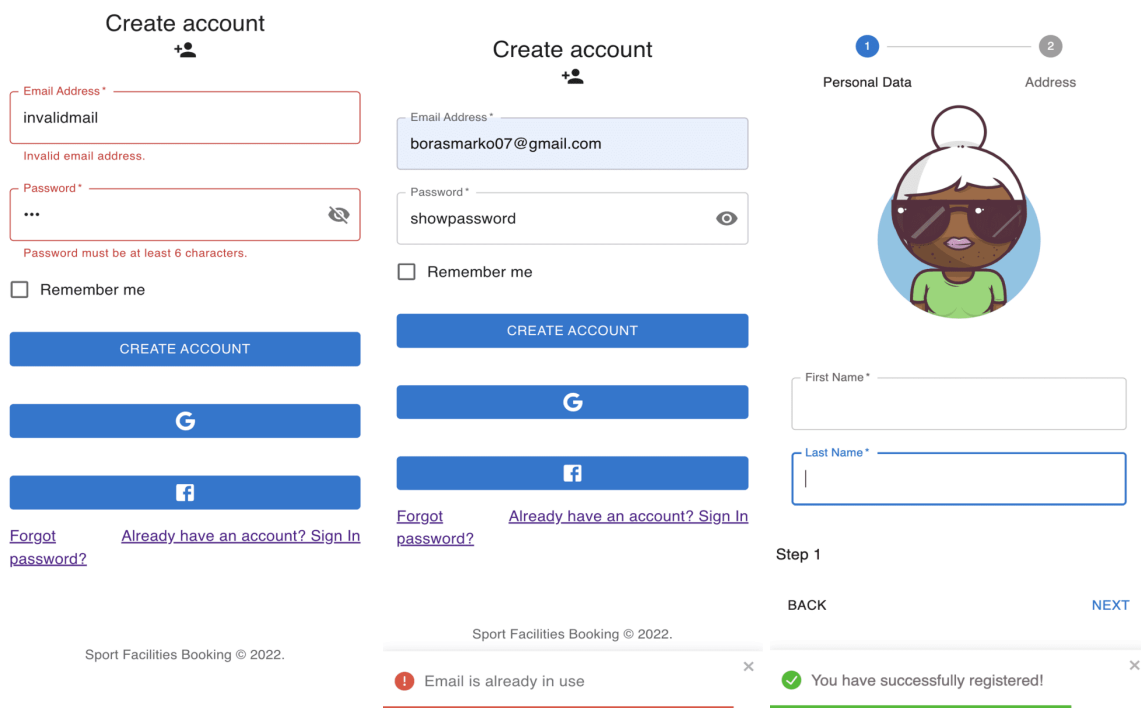 Create account
Email Address *
invalidmail
Invalid email address.
Password *
•••
Password must be at least 6 characters.
Remember me
CREATE ACCOUNT
G
f
Forgot
password?
Already have an account? Sign In
Sport Facilities Booking © 2022.
Create account
Email Address *
borasmarko07@gmail.com
Password *
showpassword
Remember me
CREATE ACCOUNT
G
f
Forgot
password?
Already have an account? Sign In
Sport Facilities Booking © 2022.
Email is already in use
1
2
Personal Data
Address
First Name *
Last Name *
Step 1
BACK
NEXT
You have successfully registered!